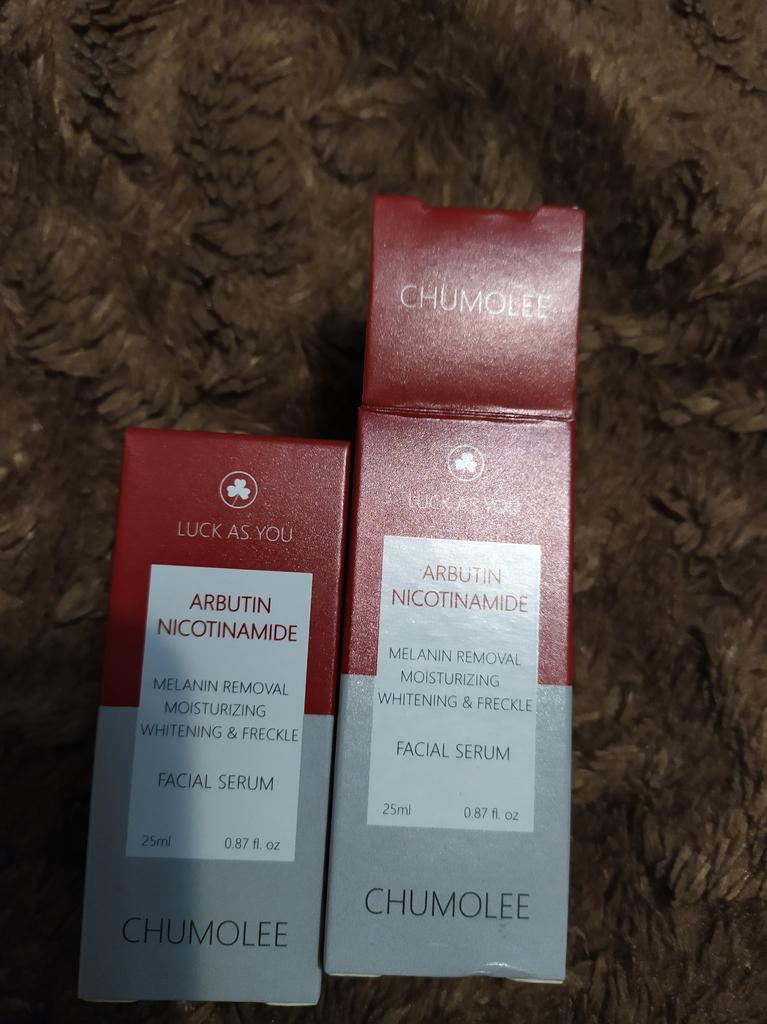 LUCK AS YOU
ARBUTIN
NICOTINAMIDE
MELANIN REMOVAL
MOISTURIZING
WHITENING & FRECKLE
FACIAL SERUM
25ml 0.87 fl. oz
CHUMOLEE
CHUMOLEE
LUCK AS YOU
ARBUTIN
NICOTINAMIDE
MELANIN REMOVAL
MOISTURIZING
WHITENING & FRECKLE
FACIAL SERUM
25ml 0.87 fl. oz
CHUMOLEE